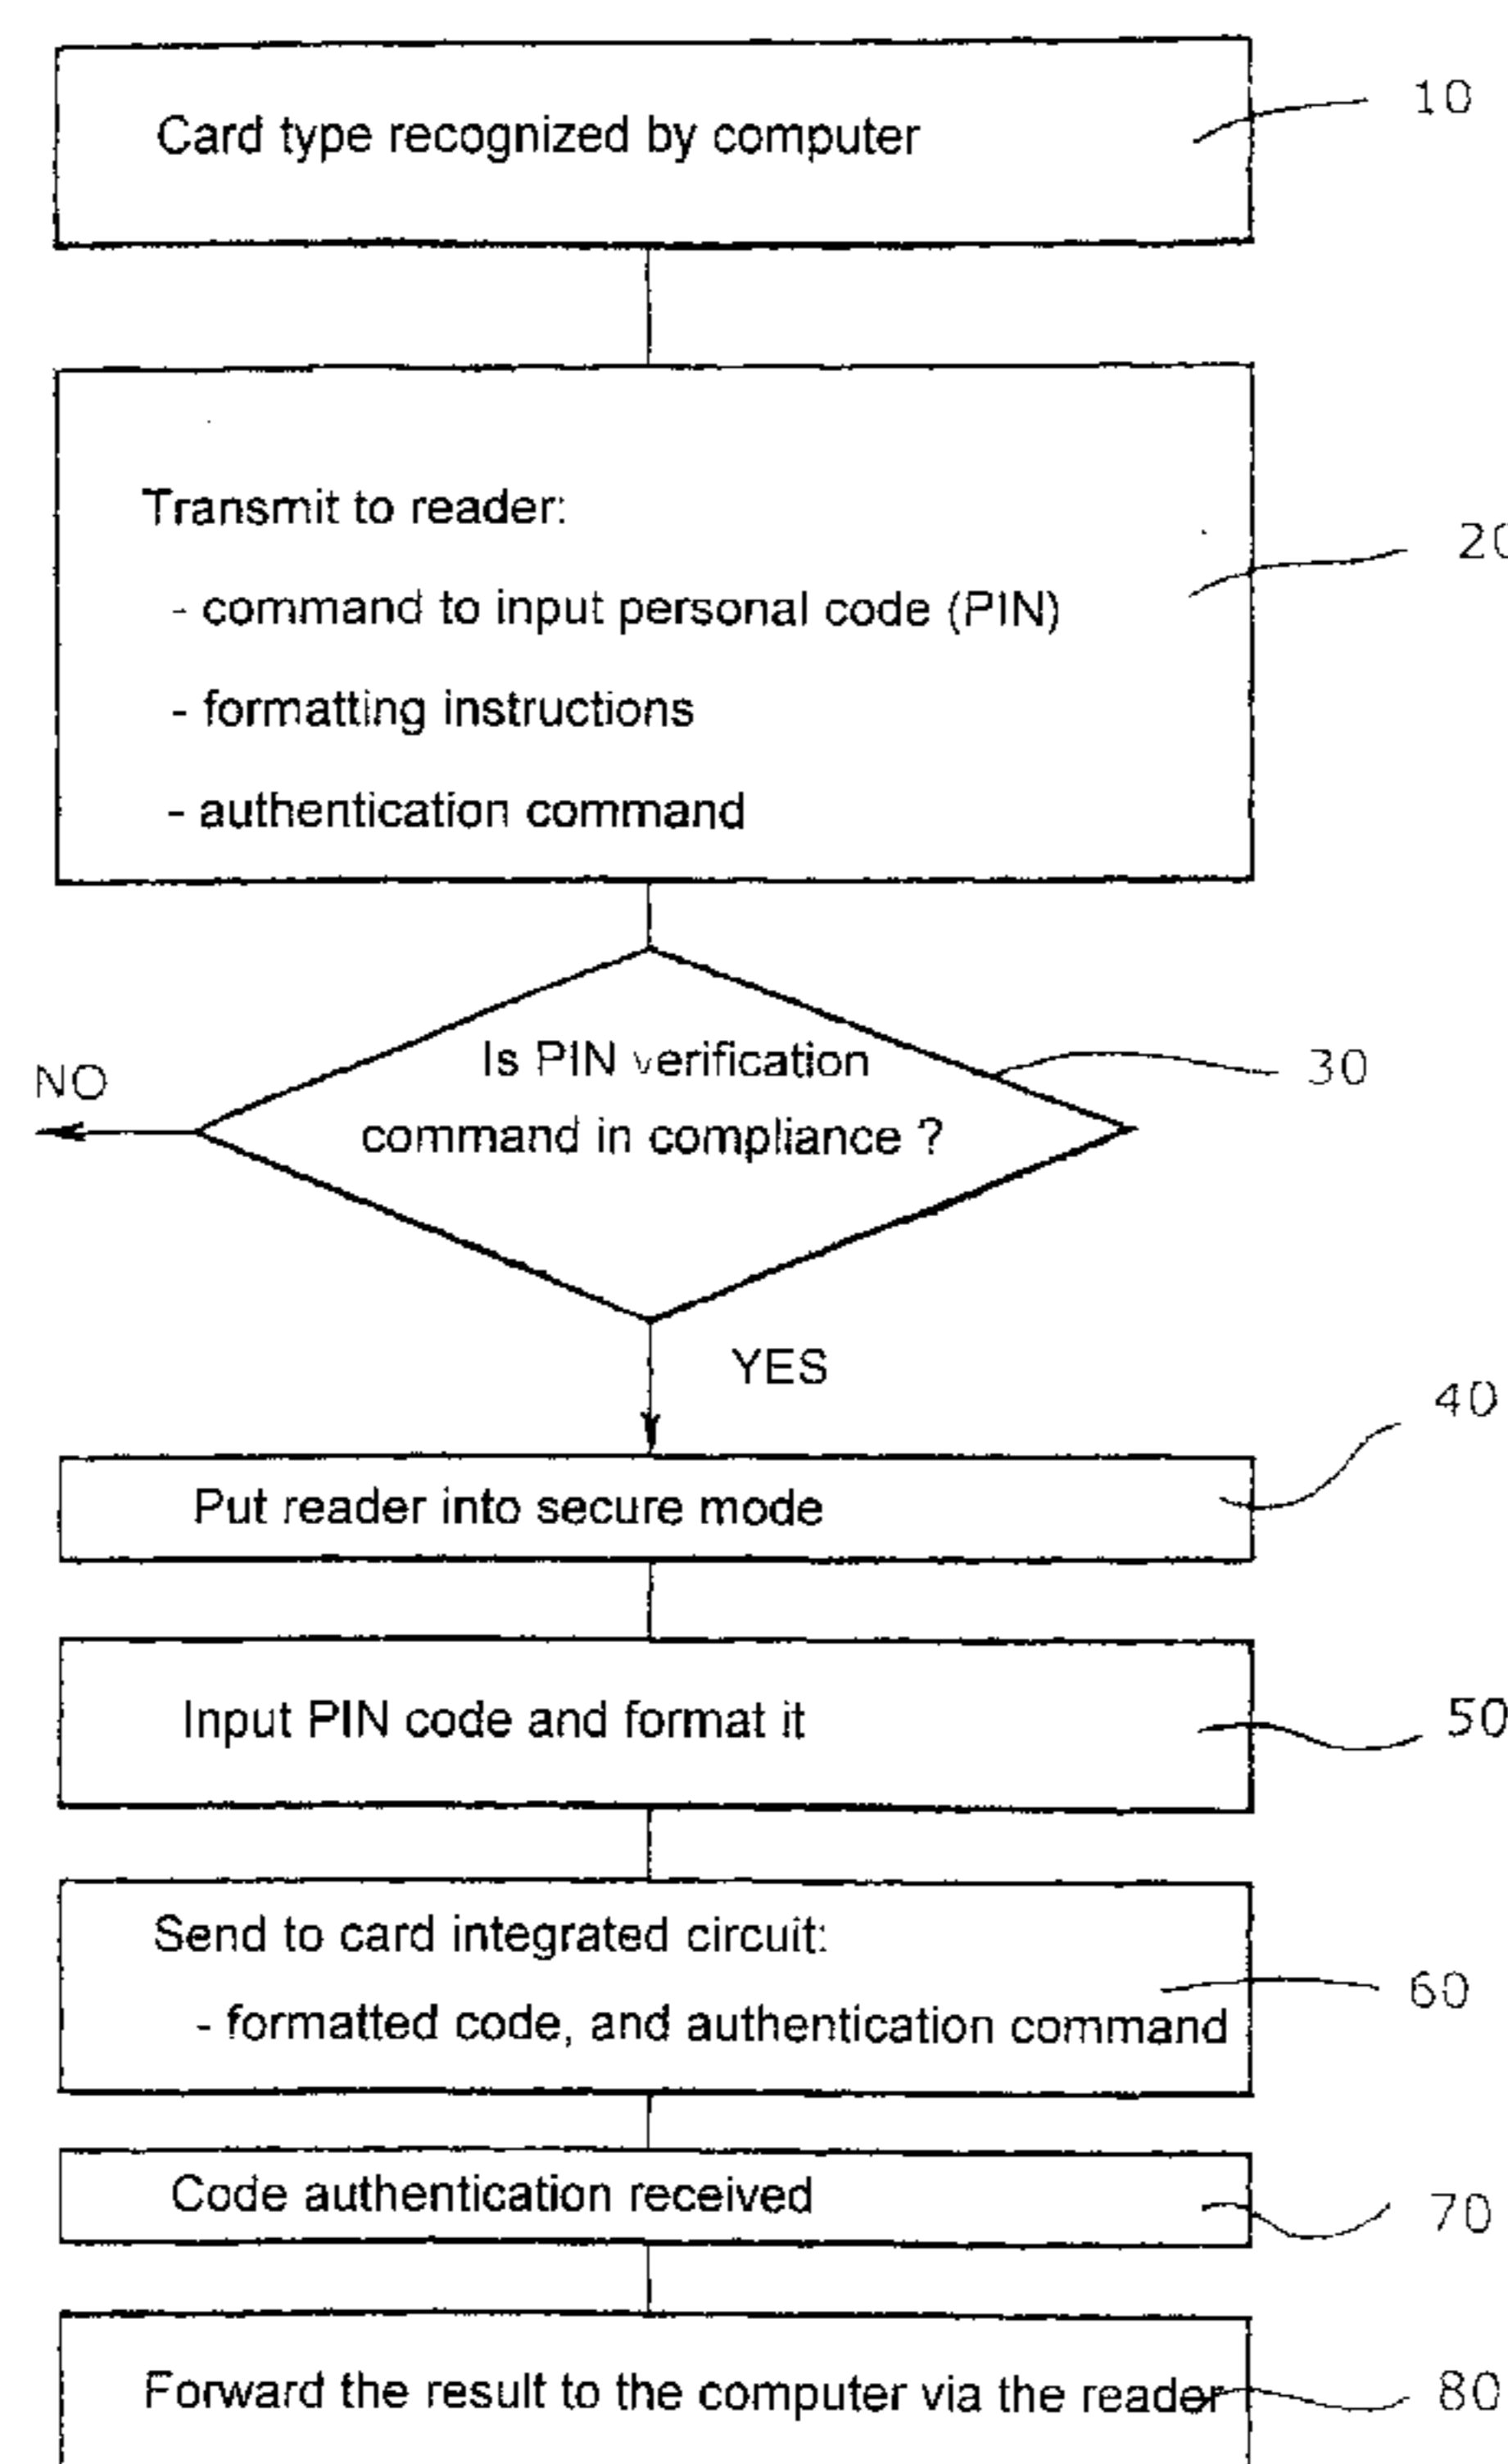 Card type recognized by computer
10
Transmit to reader:
- command to input personal code (PIN)
- formatting instructions
- authentication command
20
Is PIN verification
command in compliance ?
30
NO
YES
40
Put reader into secure mode
Input PIN code and format it
50
Send to card integrated circuit:
- formatted code, and authentication command
60
Code authentication received
70
Forward the result to the computer via the reader
80